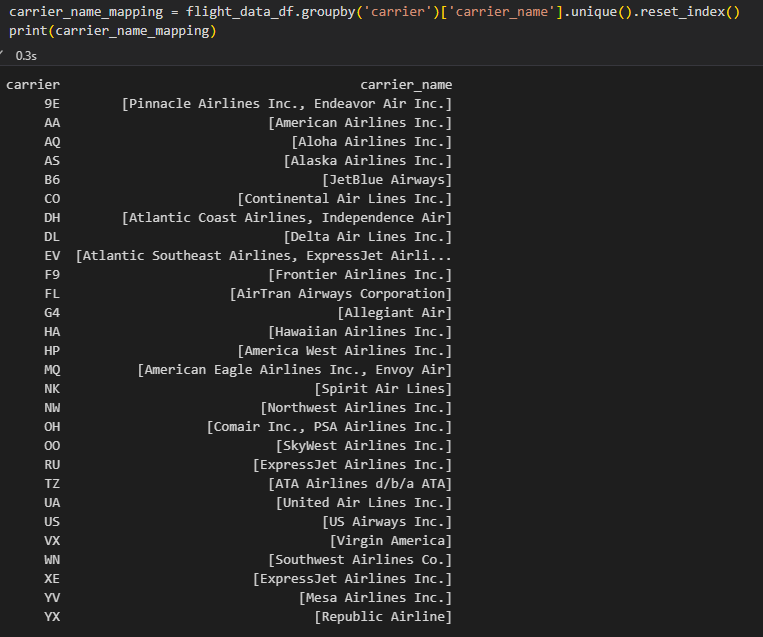 carrier_name_mapping = flight_data_df.groupby('carrier')['carrier_name'].unique().reset_index()
print(carrier_name_mapping)
0.3s
carrier carrier_name
9E [Pinnacle Airlines Inc., Endeavor Air Inc.]
AA [American Airlines Inc.]
AQ [Aloha Airlines Inc.]
AS [Alaska Airlines Inc.]
B6 [JetBlue Airways]
CO [Continental Air Lines Inc.]
DH [Atlantic Coast Airlines, Independence Air]
DL [Delta Air Lines Inc.]
EV [Atlantic Southeast Airlines, ExpressJet Airli...
F9 [Frontier Airlines Inc.]
FL [AirTran Airways Corporation]
G4 [Allegiant Air]
HA [Hawaiian Airlines Inc.]
HP [America West Airlines Inc.]
MQ [American Eagle Airlines Inc., Envoy Air]
NK [Spirit Air Lines]
NW [Northwest Airlines Inc.]
OH [Comair Inc., PSA Airlines Inc.]
OO [SkyWest Airlines Inc.]
RU [ExpressJet Airlines Inc.]
TZ [ATA Airlines d/b/a ATA]
UA [United Air Lines Inc.]
US [US Airways Inc.]
VX [Virgin America]
WN [Southwest Airlines Co.]
XE [ExpressJet Airlines Inc.]
YV [Mesa Airlines Inc.]
YX [Republic Airline]